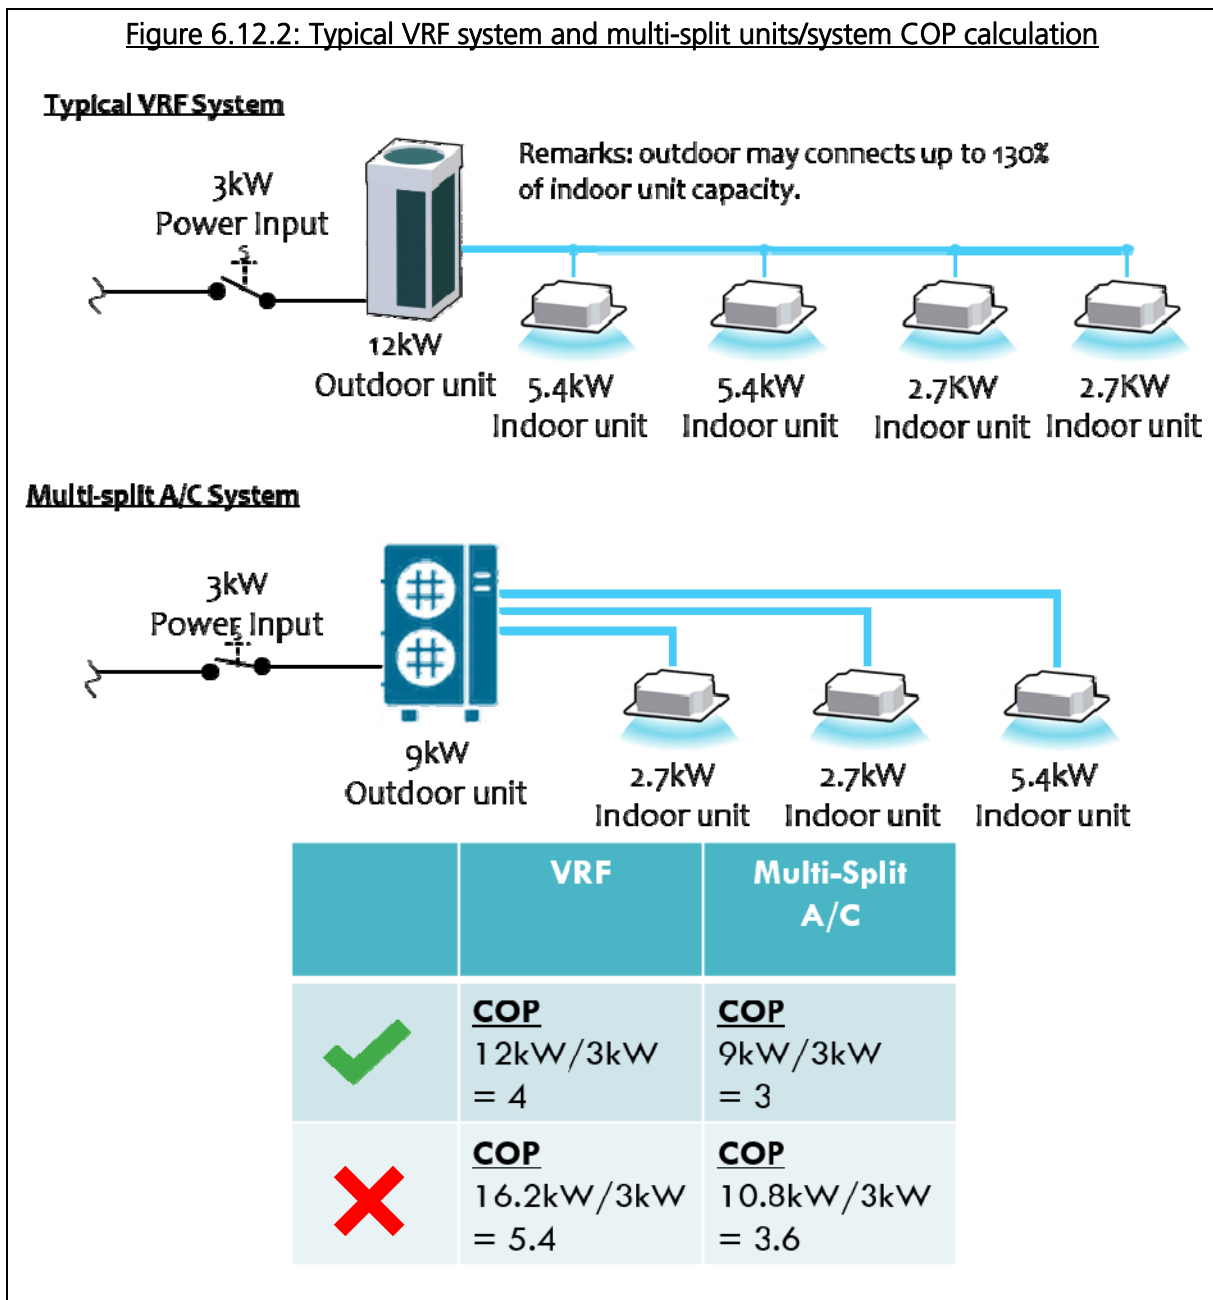 Figure 6.12.2: Typical VRF system and multi-split units/system COP calculation
Typical VRF System
Remarks: outdoor may connects up to 130%
of indoor unit capacity.
3kW
Power Input
S
12kW
Outdoor unit
5.4kW
Indoor unit
5.4kW
Indoor unit
2.7KW
Indoor unit
2.7KW
Indoor unit
Multi-split A/C System
3kW
Power Input
S
9kW
Outdoor unit
2.7kW
Indoor unit
2.7kW
Indoor unit
5.4kW
Indoor unit
VRF
Multi-Split
A/C
COP
12kW/3kW
= 4
COP
9kW/3kW
= 3
COP
16.2kW/3kW
= 5.4
COP
10.8kW/3kW
= 3.6